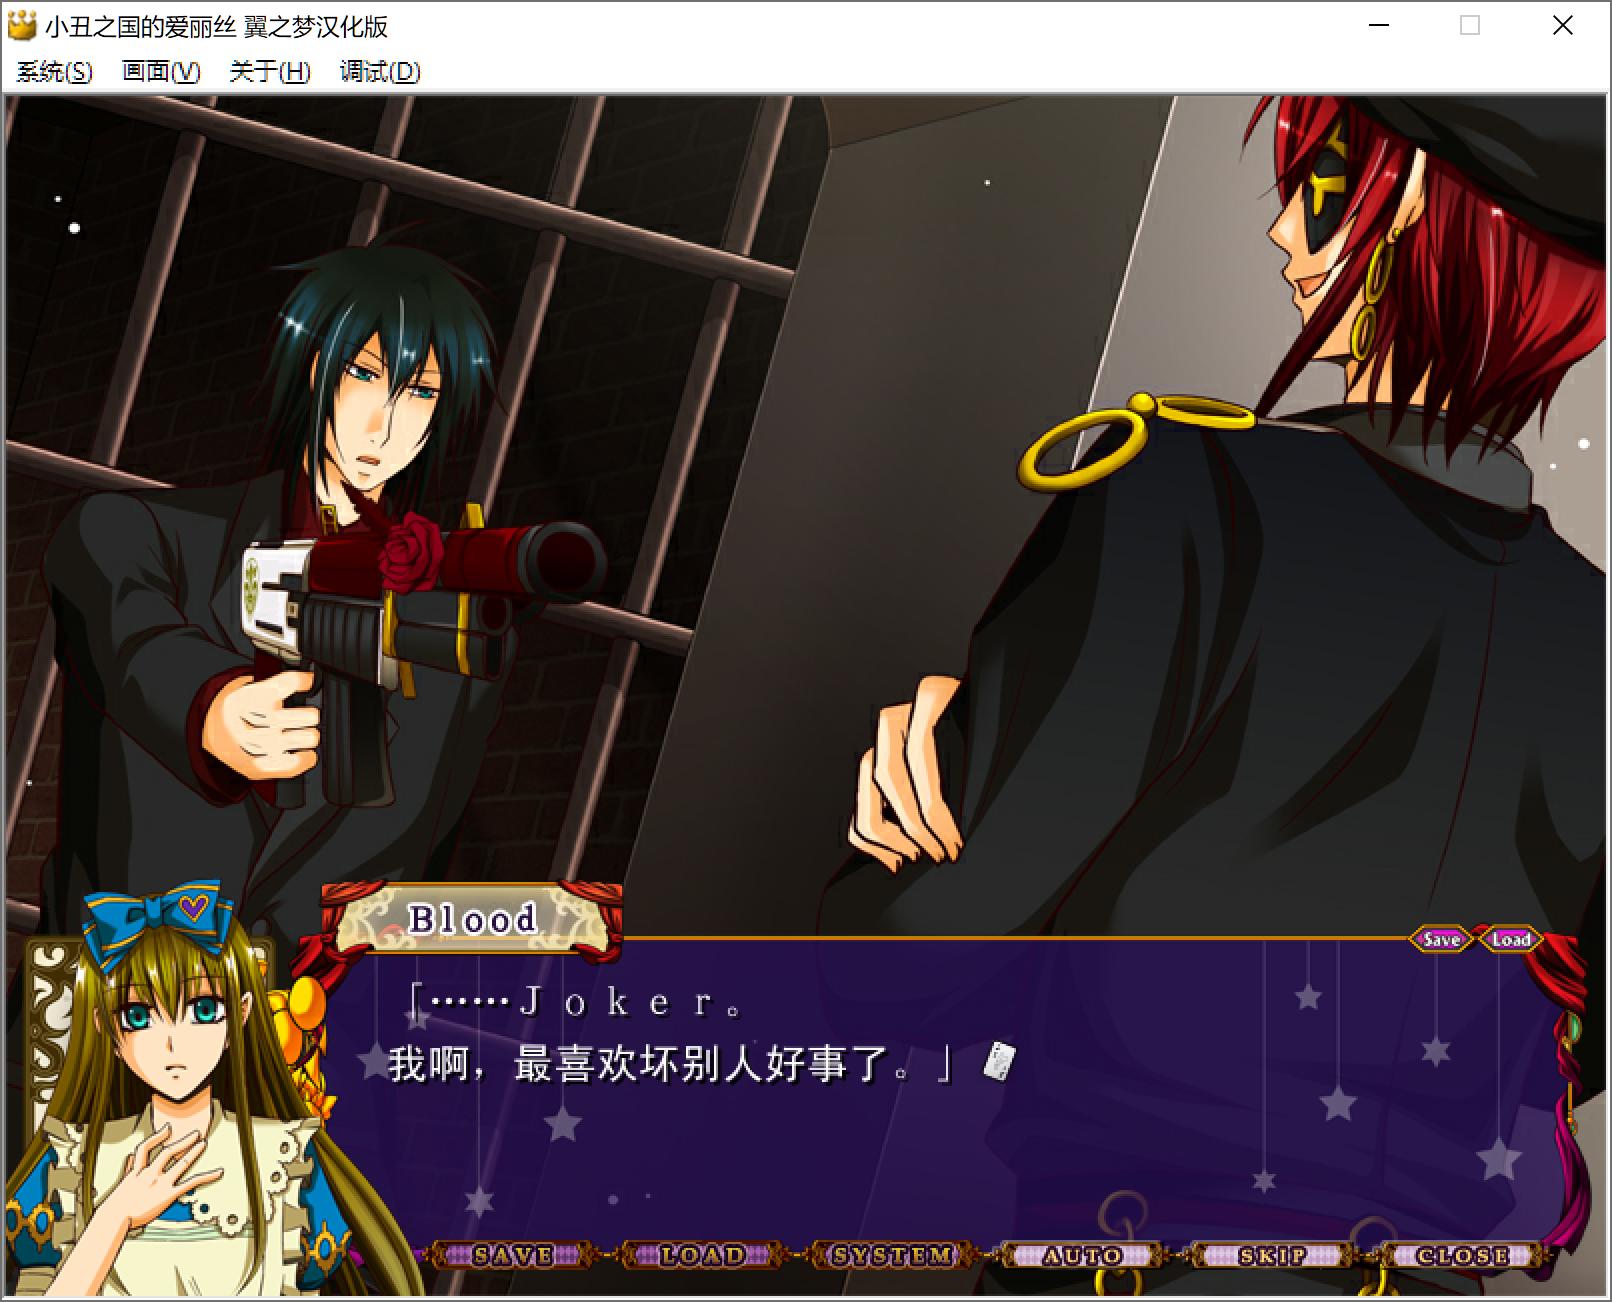 小丑之国的爱丽丝 翼之梦汉化版
系统(S) 画面(V) 关于(H) 调试(D)
Blood
Save Load
「……Ｊｏｋｅｒ。
我啊，最喜欢坏别人好事了。」
SAVE LOAD SYSTEM AUTO SKIP CLOSE